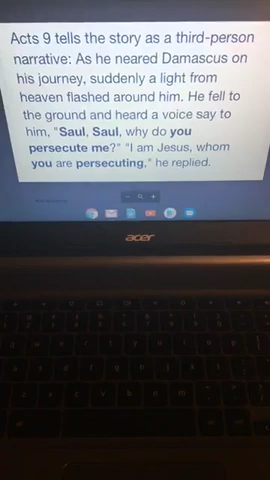 Acts 9 tells the story as a third-person
narrative: As he neared Damascus on
his journey, suddenly a light from
heaven flashed around him. He fell to
the ground and heard a voice say to
him, "Saul, Saul, why do you
persecute me?" "I am Jesus, whom
you are persecuting," he replied.
acer